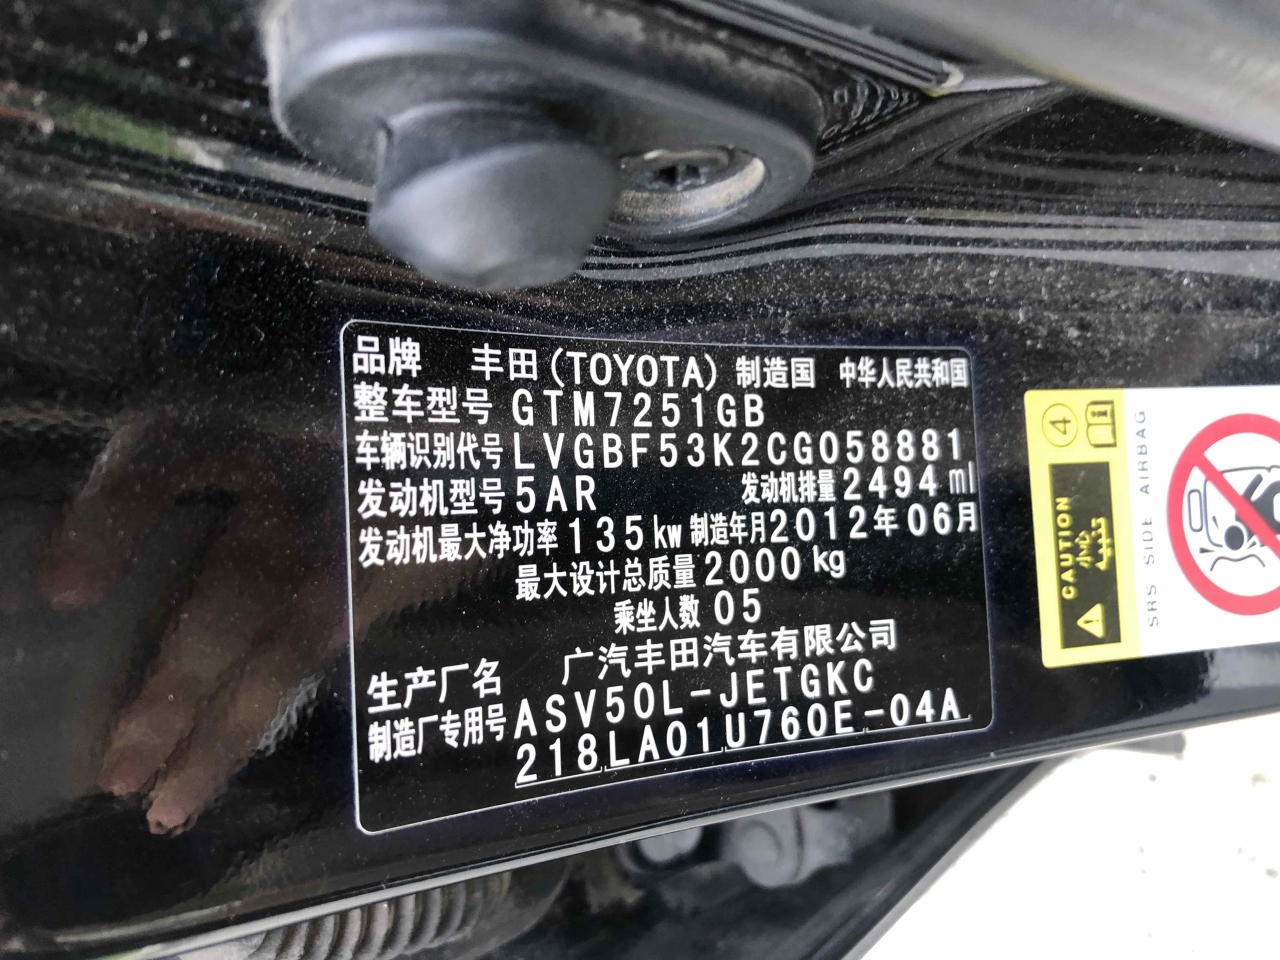 品牌 丰田(TOYOTA) 制造国 中华人民共和国
整车型号 GTM7251GB
车辆识别代号 LVGBF53K2CG058881
发动机型号 5AR 发动机排量 2494 ml
发动机最大净功率 135 kw 制造年月 2012年06月
最大设计总质量 2000 kg
乘坐人数 05
生产厂名 广汽丰田汽车有限公司
制造厂专用号 ASV50L-JETGKC
218LA01U760E-04A
4
CAUTION
SRS SIDE AIRBAG